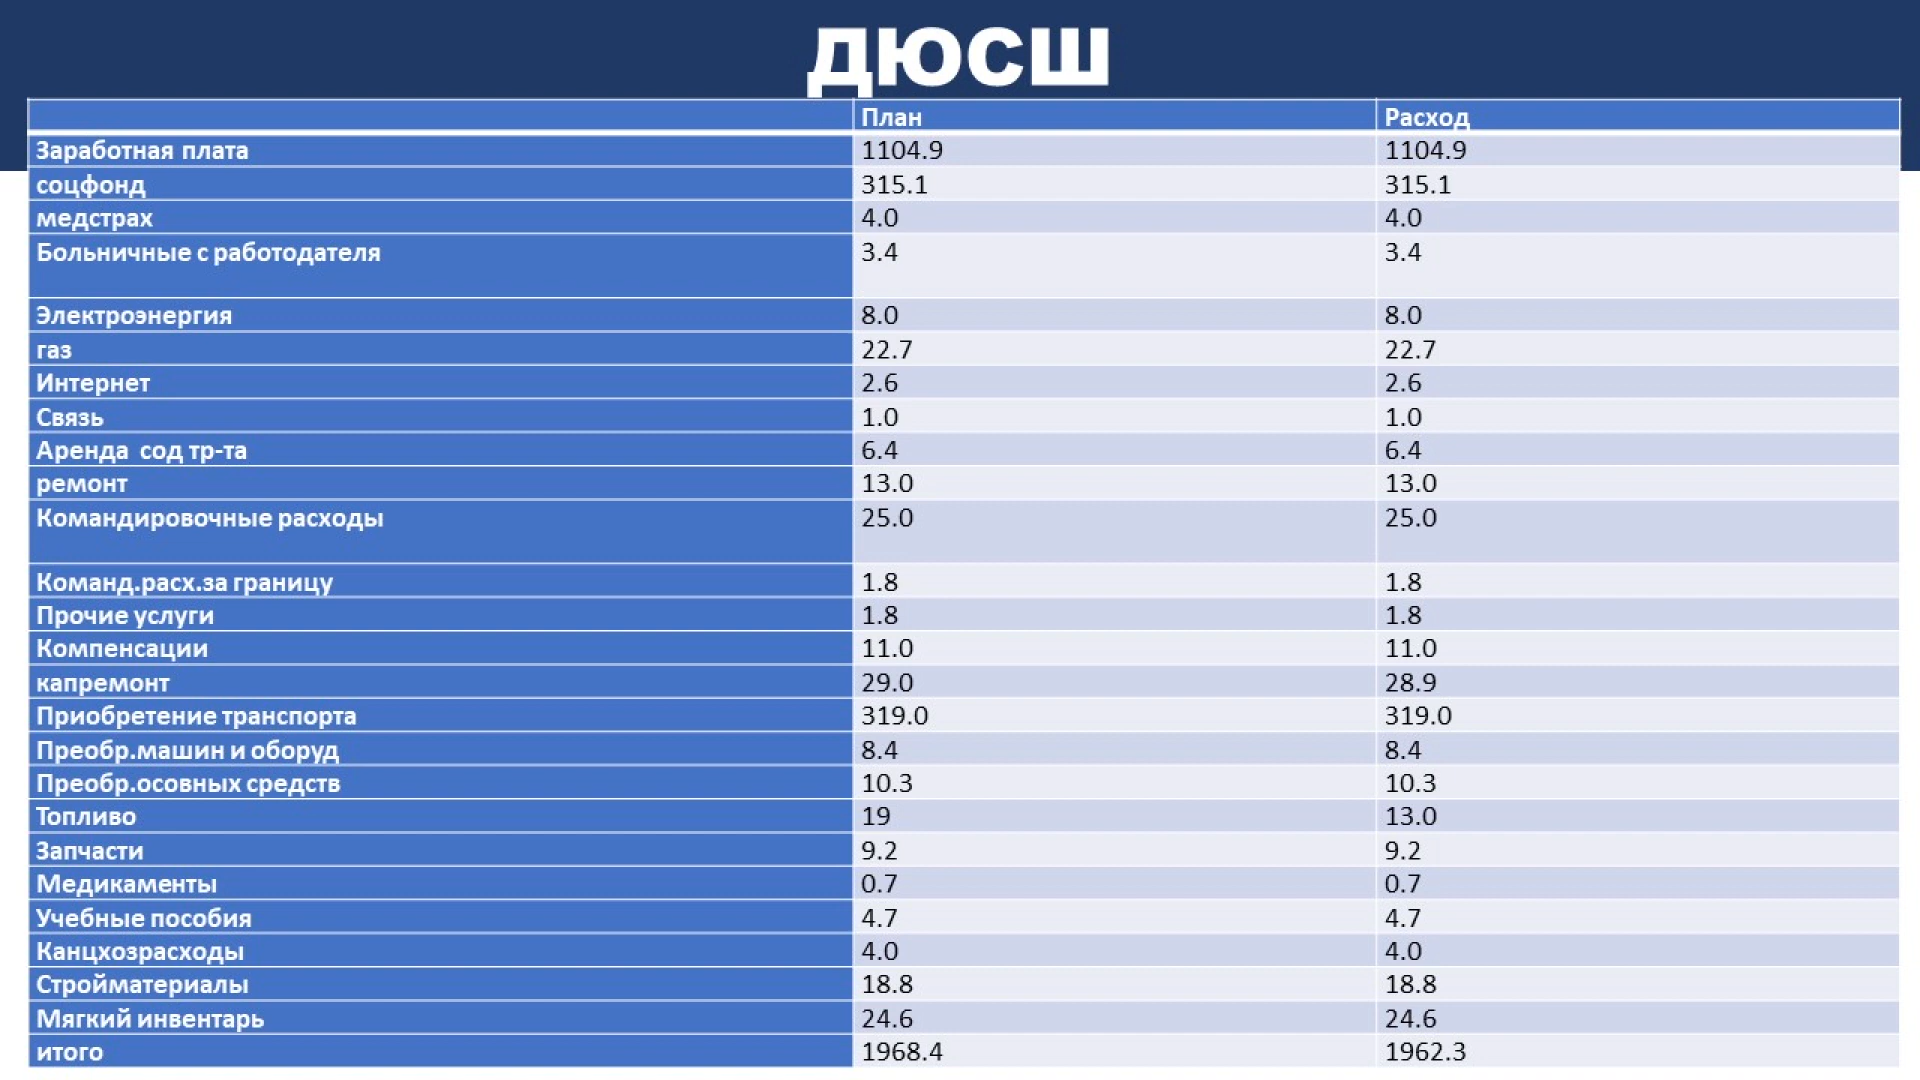 ДЮСШ
План Расход
Заработная плата 1104.9 1104.9
соцфонд 315.1 315.1
медстрах 4.0 4.0
Больничные с работодателя 3.4 3.4
Электроэнергия 8.0 8.0
газ 22.7 22.7
Интернет 2.6 2.6
Связь 1.0 1.0
Аренда сод тр-та 6.4 6.4
ремонт 13.0 13.0
Командировочные расходы 25.0 25.0
Команд.расх.за границу 1.8 1.8
Прочие услуги 1.8 1.8
Компенсации 11.0 11.0
капремонт 29.0 28.9
Приобретение транспорта 319.0 319.0
Преобр.машин и оборуд 8.4 8.4
Преобр.осовных средств 10.3 10.3
Топливо 19 13.0
Запчасти 9.2 9.2
Медикаменты 0.7 0.7
Учебные пособия 4.7 4.7
Канцхозрасходы 4.0 4.0
Стройматериалы 18.8 18.8
Мягкий инвентарь 24.6 24.6
итого 1968.4 1962.3